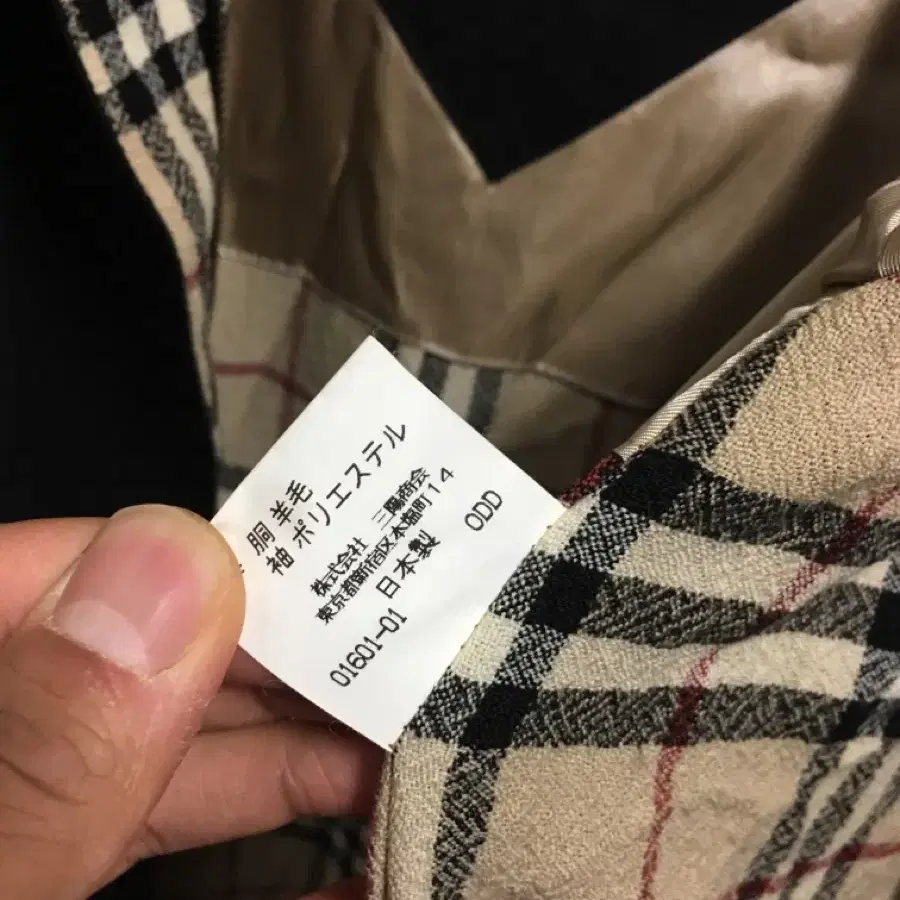 胴 羊毛
袖 ポリエステル
株式会社 三陽商会
東京都新宿区本塩町14
日本製 0DD
01601-01